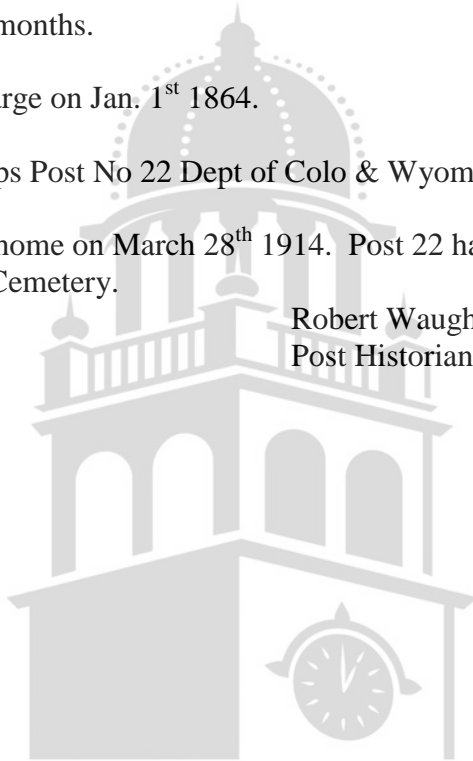 months.
arge on Jan. 1st 1864.
ps Post No 22 Dept of Colo & Wyom
home on March 28th 1914.  Post 22 ha
Cemetery.
Robert Waugh
Post Historian